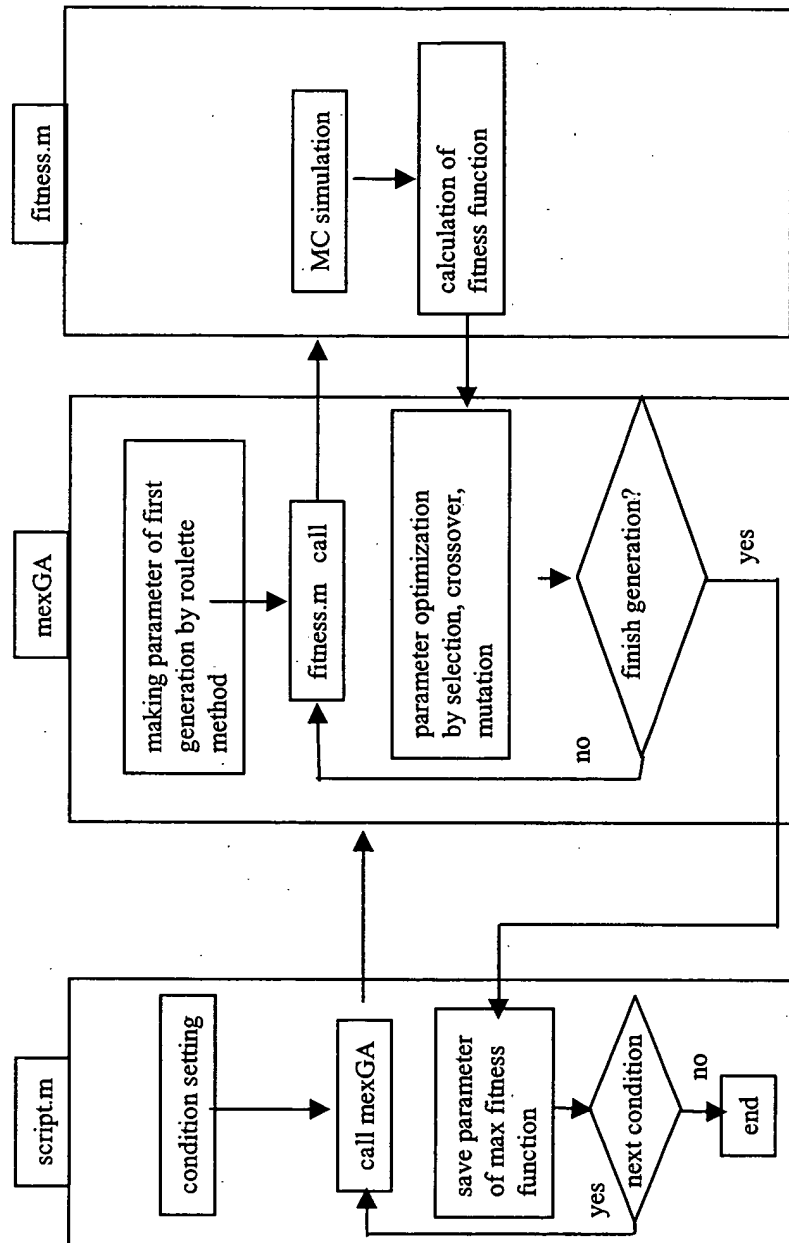 script.m
condition setting
call mexGA
save parameter
of max fitness
function
next condition
yes
no
end
mexGA
making parameter of first
generation by roulette
method
fitness.m call
parameter optimization
by selection, crossover,
mutation
finish generation?
no
yes
fitness.m
MC simulation
calculation of
fitness function